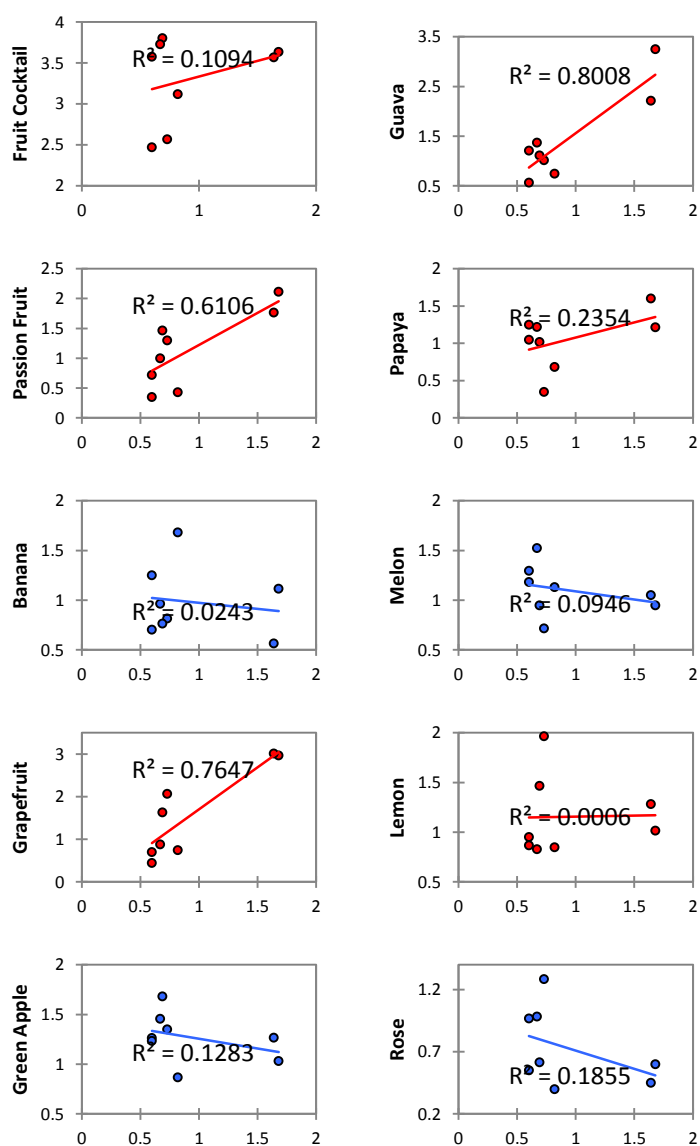 Fruit Cocktail
4
3.5
3
2.5
2
R² = 0.1094
0 1 2
Guava
3.5
2.5
1.5
0.5
R² = 0.8008
0 0.5 1 1.5 2
Passion Fruit
2.5
2
1.5
1
0.5
0
R² = 0.6106
0 0.5 1 1.5 2
Papaya
2
1.5
1
0.5
0
R² = 0.2354
0 0.5 1 1.5 2
Banana
2
1.5
1
0.5
R² = 0.0243
0 0.5 1 1.5 2
Melon
2
1.5
1
0.5
R² = 0.0946
0 0.5 1 1.5 2
Grapefruit
3
2
1
0
R² = 0.7647
0 0.5 1 1.5 2
Lemon
2
1.5
1
0.5
R² = 0.0006
0 0.5 1 1.5 2
Green Apple
2
1.5
1
0.5
R² = 0.1283
0 0.5 1 1.5 2
Rose
1.2
0.7
0.2
R² = 0.1855
0 0.5 1 1.5 2